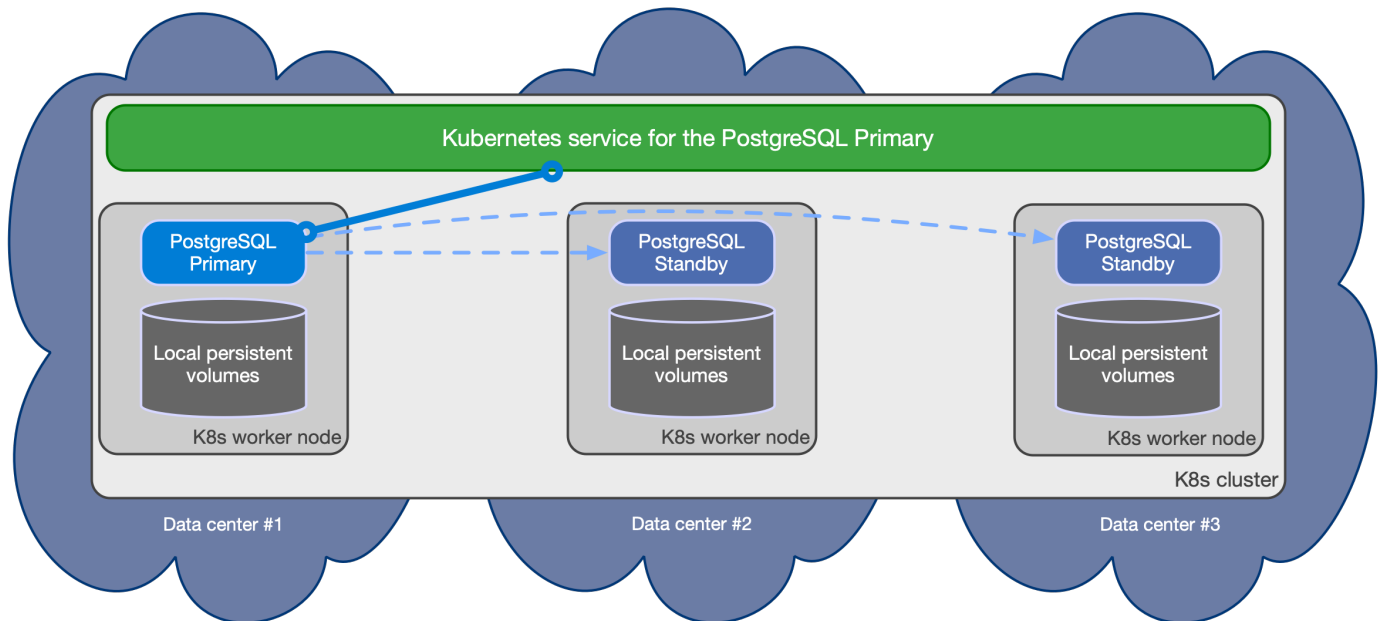 Kubernetes service for the PostgreSQL Primary
PostgreSQL
Primary
Local persistent
volumes
K8s worker node
PostgreSQL
Standby
Local persistent
volumes
K8s worker node
PostgreSQL
Standby
Local persistent
volumes
K8s worker node
K8s cluster
Data center #1
Data center #2
Data center #3